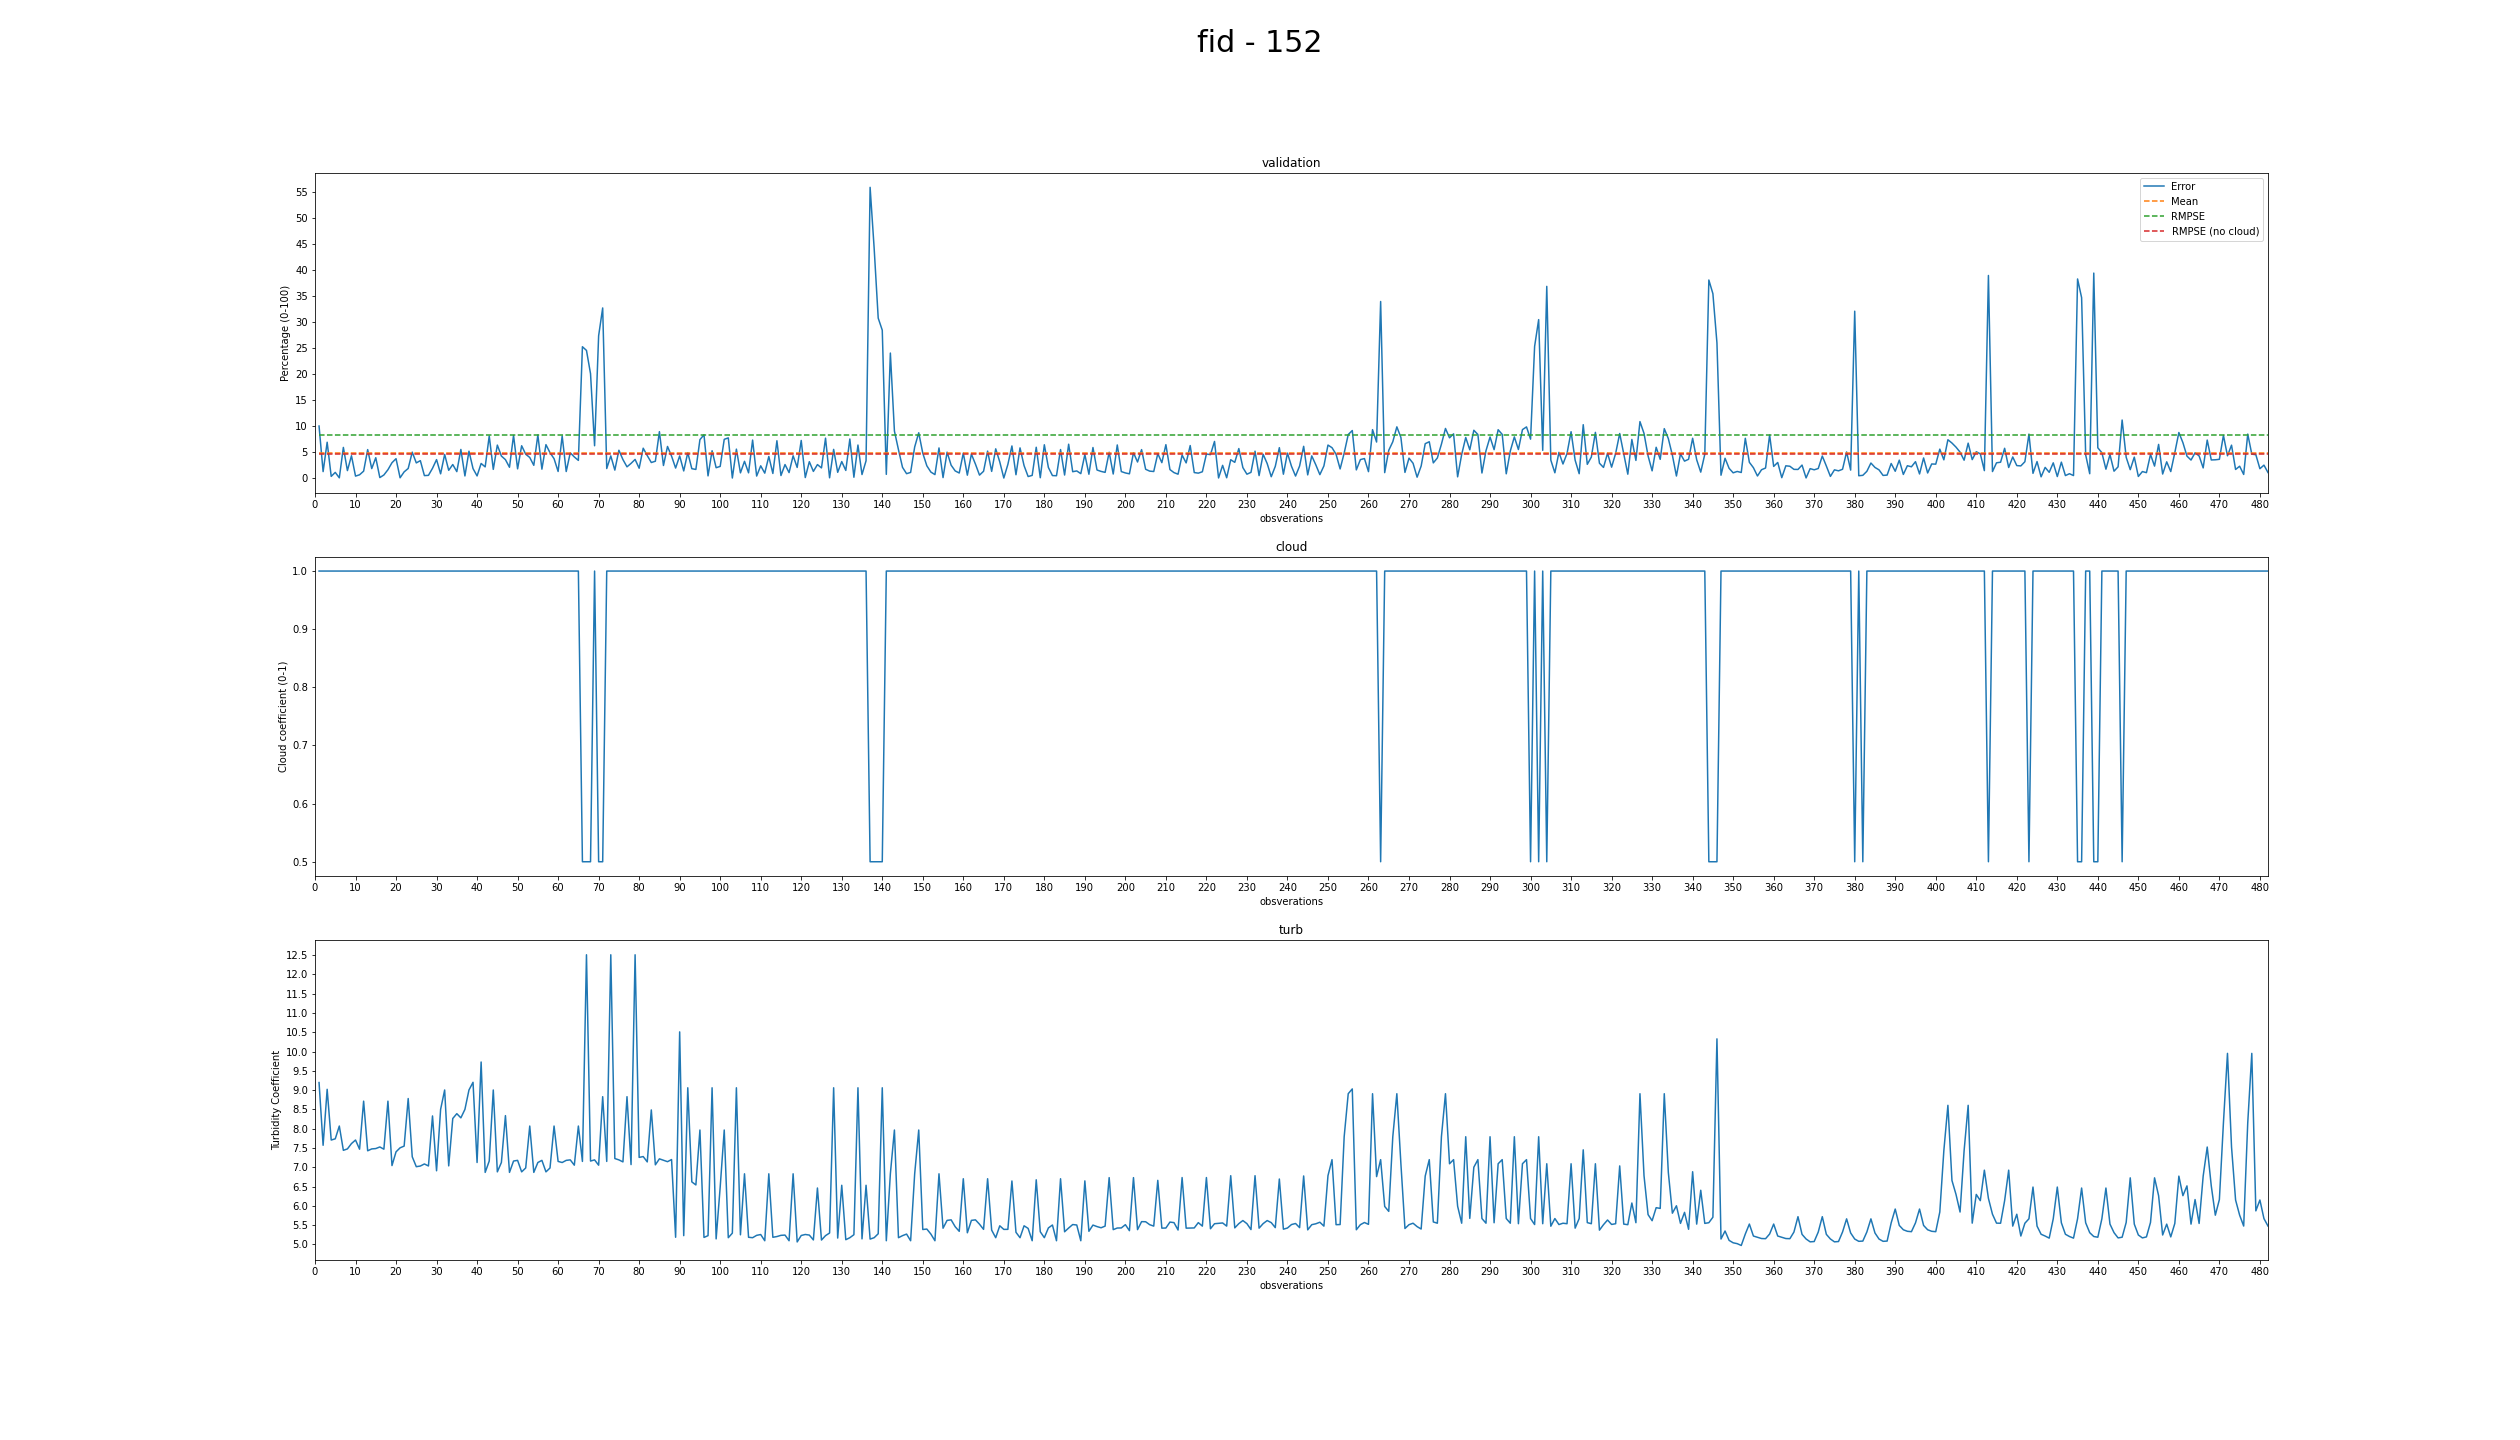 fid - 152
validation
Error
Mean
RMPSE
RMPSE (no cloud)
Percentage (0-100)
55
50
45
40
35
30
25
20
15
10
5
0
0 10 20 30 40 50 60 70 80 90 100 110 120 130 140 150 160 170 180 190 200 210 220 230 240 250 260 270 280 290 300 310 320 330 340 350 360 370 380 390 400 410 420 430 440 450 460 470 480
obsverations
cloud
Cloud coefficient (0-1)
1.0
0.9
0.8
0.7
0.6
0.5
0 10 20 30 40 50 60 70 80 90 100 110 120 130 140 150 160 170 180 190 200 210 220 230 240 250 260 270 280 290 300 310 320 330 340 350 360 370 380 390 400 410 420 430 440 450 460 470 480
obsverations
turb
Turbidity Coefficient
12.5
12.0
11.5
11.0
10.5
10.0
9.5
9.0
8.5
8.0
7.5
7.0
6.5
6.0
5.5
5.0
0 10 20 30 40 50 60 70 80 90 100 110 120 130 140 150 160 170 180 190 200 210 220 230 240 250 260 270 280 290 300 310 320 330 340 350 360 370 380 390 400 410 420 430 440 450 460 470 480
obsverations